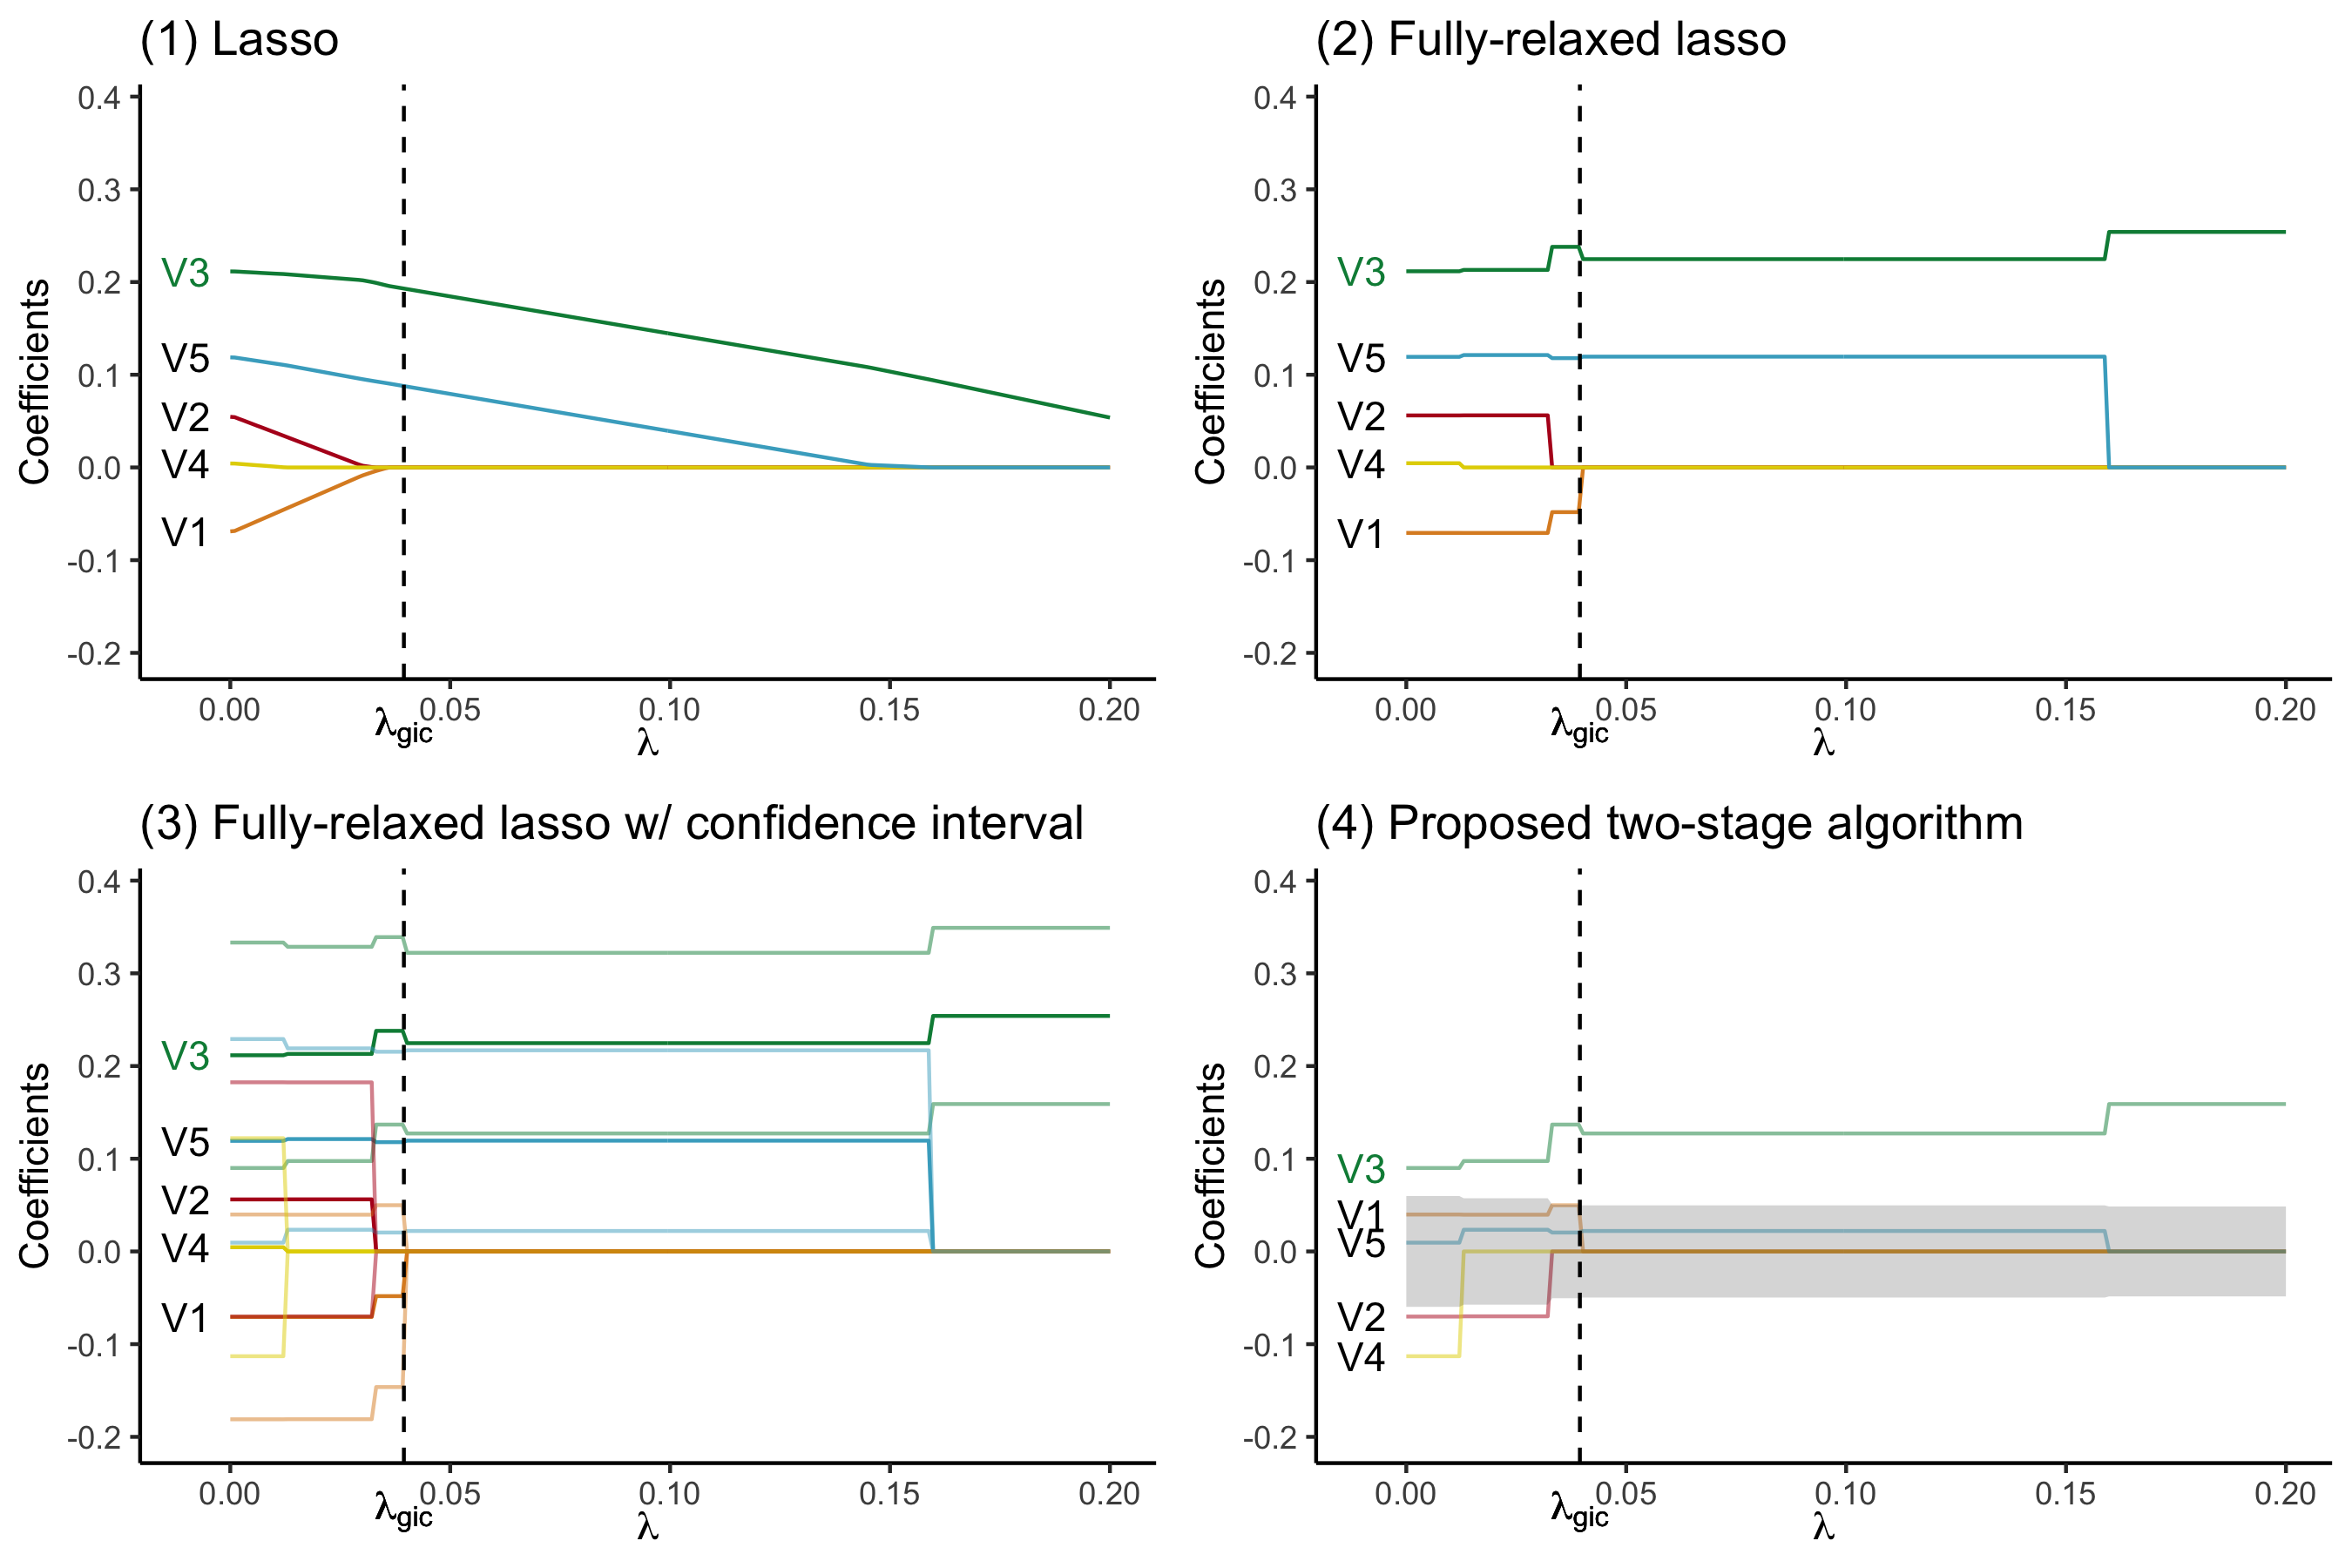 (1) Lasso
0.4
0.3
0.2
0.1
0.0
-0.1
-0.2
Coefficients
V3
V5
V2
V4
V1
0.00 0.05 0.10 0.15 0.20
λgic
λ
(2) Fully-relaxed lasso
0.4
0.3
0.2
0.1
0.0
-0.1
-0.2
Coefficients
V3
V5
V2
V4
V1
0.00 0.05 0.10 0.15 0.20
λgic
λ
(3) Fully-relaxed lasso w/ confidence interval
0.4
0.3
0.2
0.1
0.0
-0.1
-0.2
Coefficients
V3
V5
V2
V4
V1
0.00 0.05 0.10 0.15 0.20
λgic
λ
(4) Proposed two-stage algorithm
0.4
0.3
0.2
0.1
0.0
-0.1
-0.2
Coefficients
V3
V1
V5
V2
V4
0.00 0.05 0.10 0.15 0.20
λgic
λ